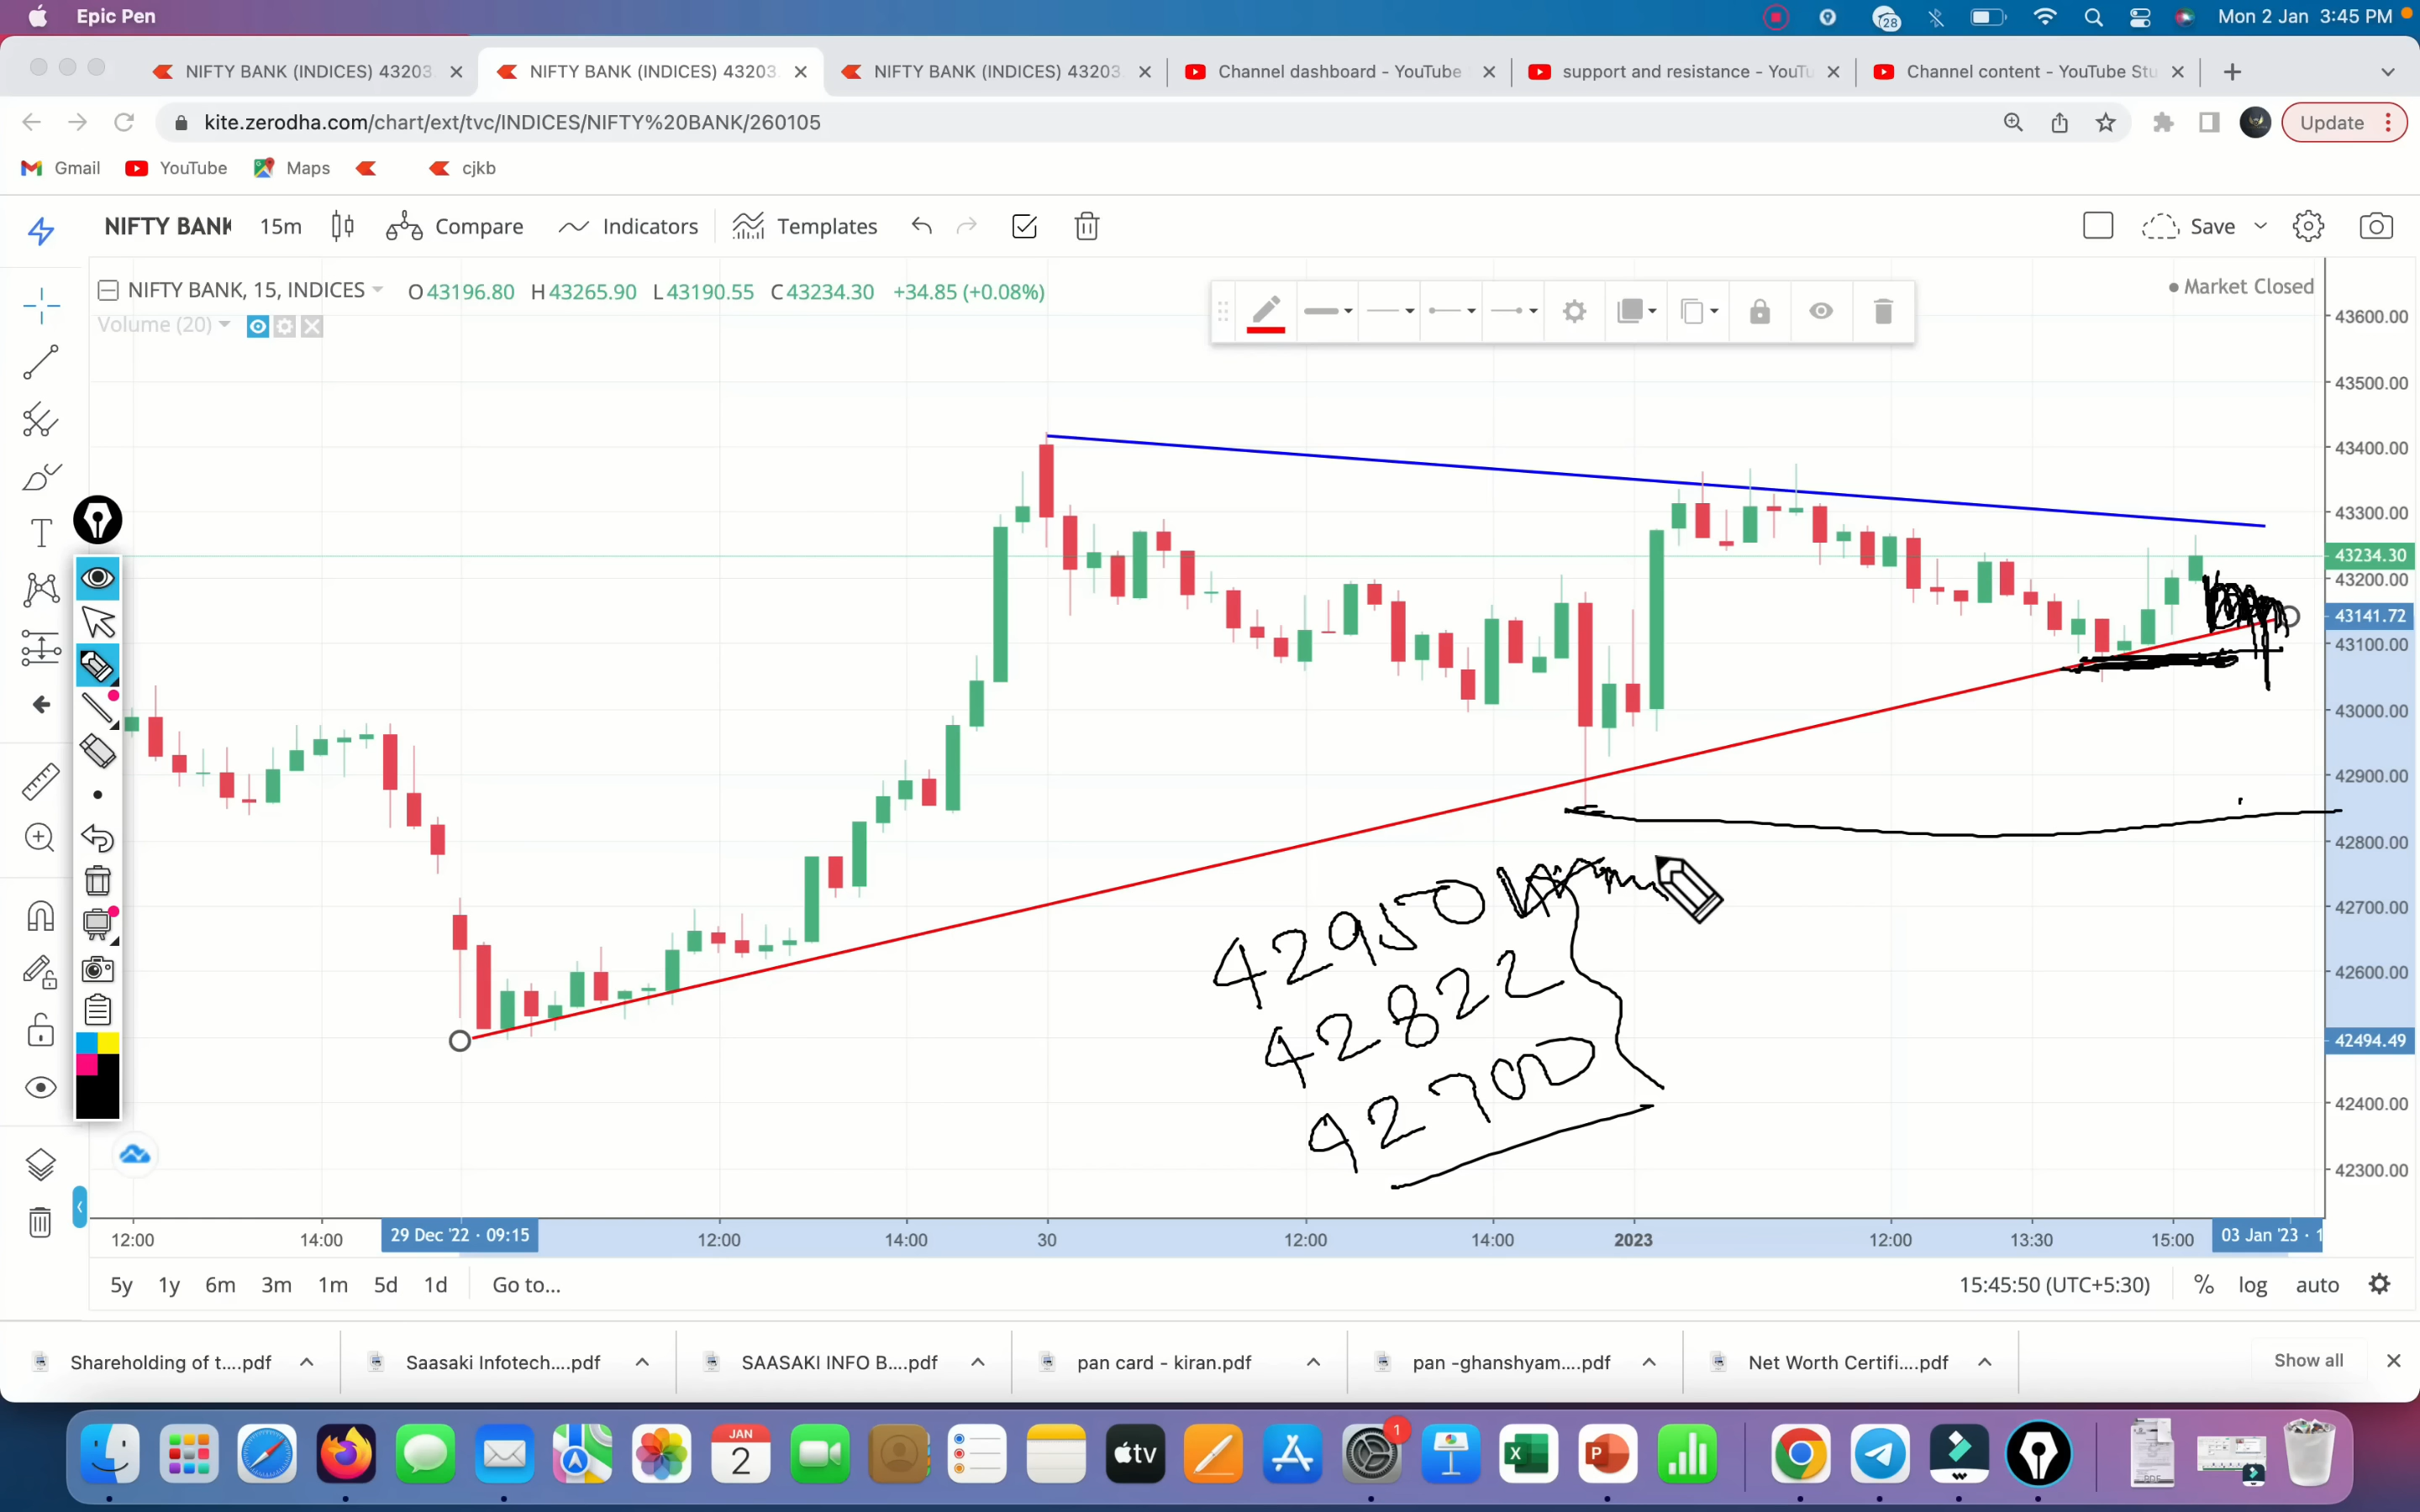 Epic Pen
28
Mon 2 Jan 3:45 PM
NIFTY BANK (INDICES) 43203
NIFTY BANK (INDICES) 43203
NIFTY BANK (INDICES) 43203
Channel dashboard - YouTube
support and resistance - YouTu
Channel content - YouTube Stu
kite.zerodha.com/chart/ext/tvc/INDICES/NIFTY%20BANK/260105
Update
Gmail
YouTube
Maps
cjkb
NIFTY BANK
15m
Compare
Indicators
Templates
Save
NIFTY BANK, 15, INDICES
O43196.80 H43265.90 L43190.55 C43234.30 +34.85 (+0.08%)
Market Closed
Volume (20)
43600.00
43500.00
43400.00
43300.00
43234.30
43200.00
43141.72
43100.00
43000.00
42900.00
42800.00
42700.00
42600.00
42494.49
42400.00
42300.00
42950
42822
42700
12:00
14:00
29 Dec '22 · 09:15
12:00
14:00
30
12:00
14:00
2023
12:00
13:30
15:00
03 Jan '23 · 1
5y 1y 6m 3m 1m 5d 1d Go to...
15:45:50 (UTC+5:30) % log auto
Shareholding of t....pdf
Saasaki Infotech....pdf
SAASAKI INFO B....pdf
pan card - kiran.pdf
pan -ghanshyam....pdf
Net Worth Certifi....pdf
Show all
JAN
2
tv
1
X
P
PDF